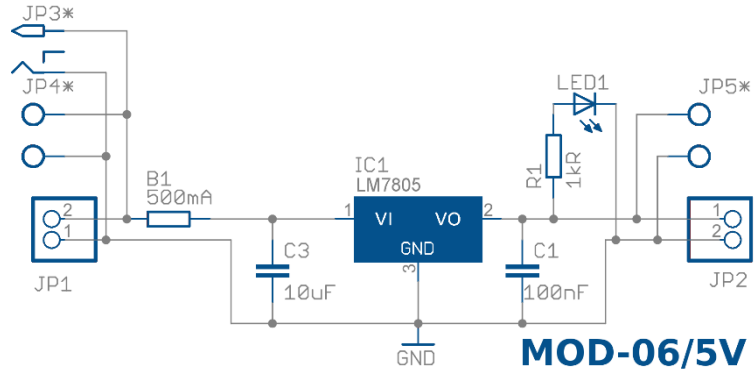 JP3*
JP4*
JP1
2
1
B1
500mA
C3
10uF
IC1
LM7805
1
VI
VO
2
GND
3
GND
R1
1kR
LED1
C1
100nF
JP5*
1
2
JP2
MOD-06/5V